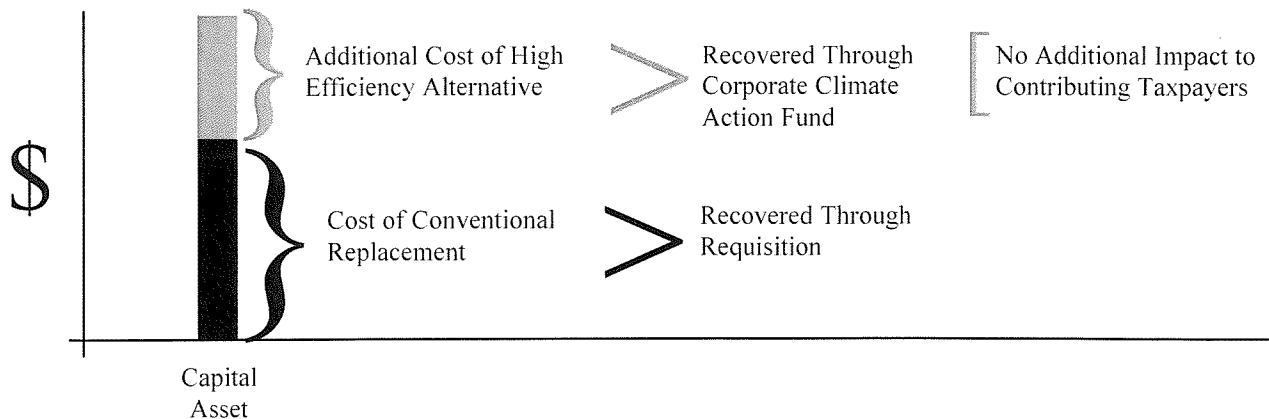 Additional Cost of High
Efficiency Alternative
Recovered Through
Corporate Climate
Action Fund
No Additional Impact to
Contributing Taxpayers
$
Cost of Conventional
Replacement
Recovered Through
Requisition
Capital
Asset